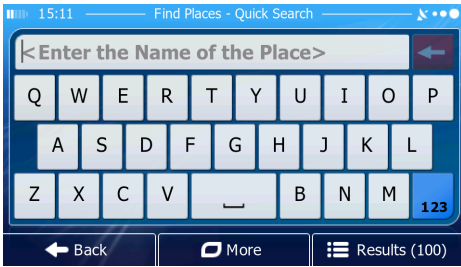 15:11 Find Places - Quick Search
<Enter the Name of the Place>
Q W E R T Y U I O P
A S D F G H J K L
Z X C V B N M 123
Back More Results (100)